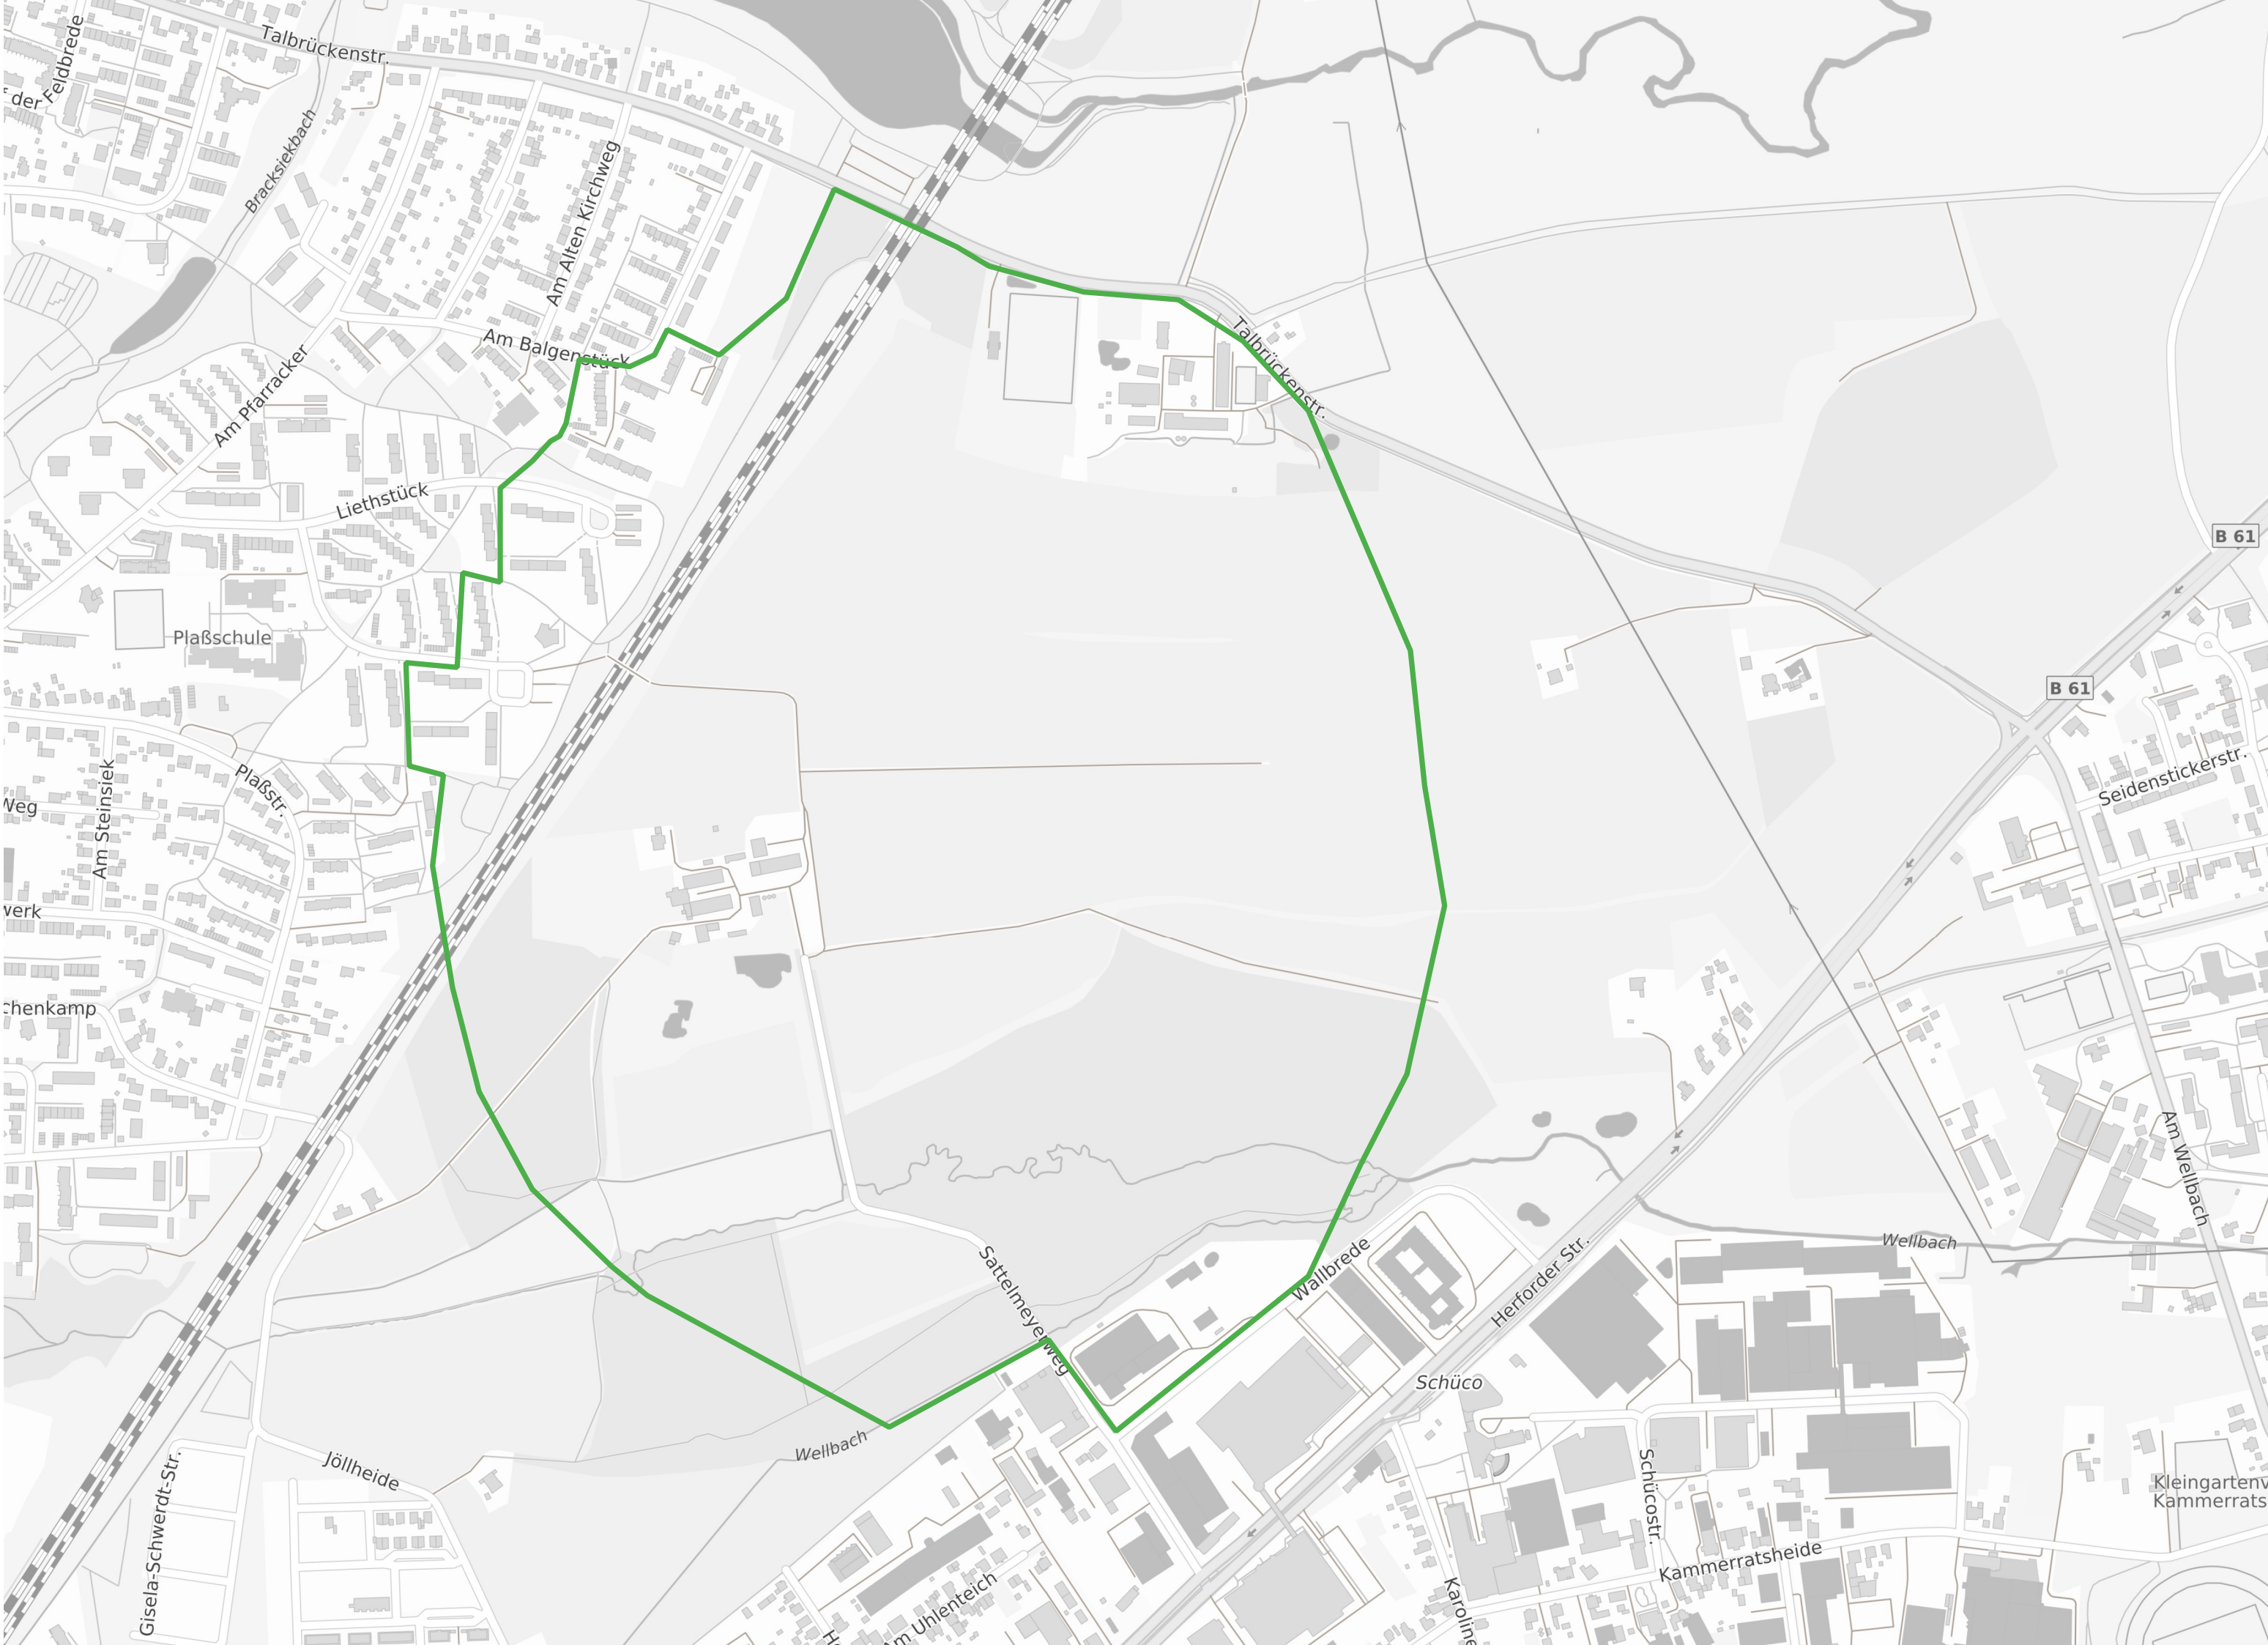 Talbrückenstr.
Feldbrede
der
Bracksiekbach
Am Alten Kirchweg
Am Balgenstück
Talbrückenstr.
Am Pfarracker
Liethstück
B 61
Plaßschule
B 61
Plaßstr.
Am Steinsiek
Weg
Seidenstickerstr.
werk
chenkamp
Am Wellbach
Wellbach
Wallbrede
Herforder Str.
Sattelmeyerweg
Schüco
Wellbach
Jöllheide
Gisela-Schwerdt-Str.
Schücostr.
Kleingartenv
Kammerrats
Kammerratsheide
Karoline
Am Uhlenteich